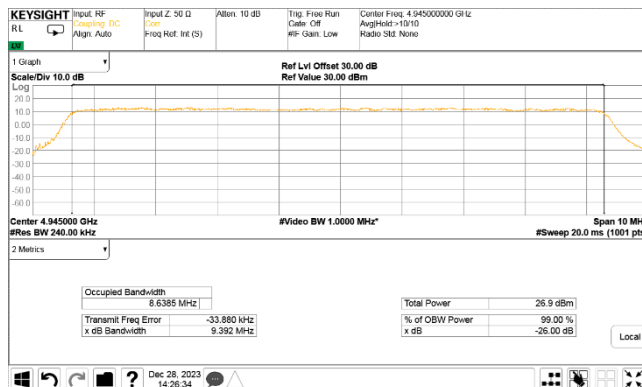 KEYSIGHT Input: RF Input Z: 50 Ω Atten: 10 dB Trig: Free Run Center Freq: 4.945000000 GHz
RL Coupling: DC Corr Gate: Off Avg|Hold:>10/10
Align: Auto Freq Ref: Int (S) #IF Gain: Low Radio Std: None
LXI
1 Graph
Ref Lvl Offset 30.00 dB
Scale/Div 10.0 dB Ref Value 30.00 dBm
Log
20.0
10.0
0.00
-10.0
-20.0
-30.0
-40.0
-50.0
-60.0
Center 4.945000 GHz #Video BW 1.0000 MHz* Span 10 MH
#Res BW 240.00 kHz #Sweep 20.0 ms (1001 pts
2 Metrics
Occupied Bandwidth
8.6385 MHz Total Power 26.9 dBm
Transmit Freq Error -33.880 kHz % of OBW Power 99.00 %
x dB Bandwidth 9.392 MHz x dB -26.00 dB
Local
? Dec 28, 2023
14:26:34